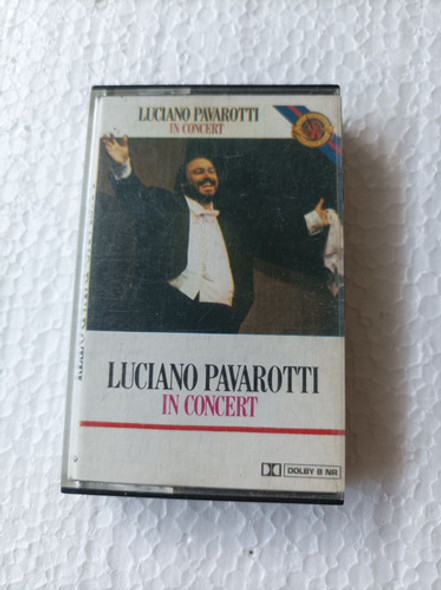 LUCIANO PAVAROTTI
IN CONCERT
LUCIANO PAVAROTTI
IN CONCERT
DOLBY B NR